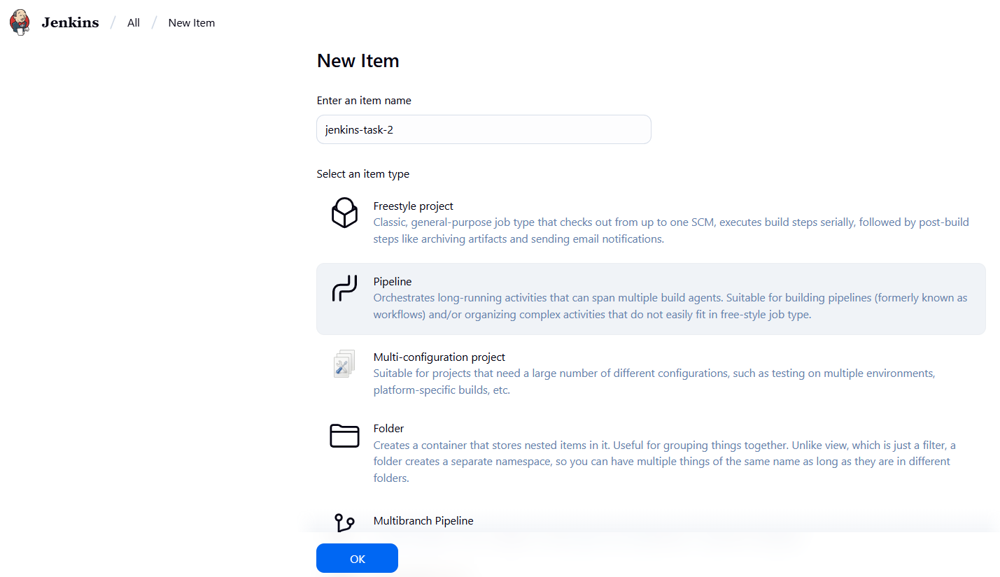 Jenkins / All / New Item
New Item
Enter an item name
jenkins-task-2
Select an item type
Freestyle project
Classic, general-purpose job type that checks out from up to one SCM, executes build steps serially, followed by post-build
steps like archiving artifacts and sending email notifications.
Pipeline
Orchestrates long-running activities that can span multiple build agents. Suitable for building pipelines (formerly known as
workflows) and/or organizing complex activities that do not easily fit in free-style job type.
Multi-configuration project
Suitable for projects that need a large number of different configurations, such as testing on multiple environments,
platform-specific builds, etc.
Folder
Creates a container that stores nested items in it. Useful for grouping things together. Unlike view, which is just a filter, a
folder creates a separate namespace, so you can have multiple things of the same name as long as they are in different
folders.
Multibranch Pipeline
OK